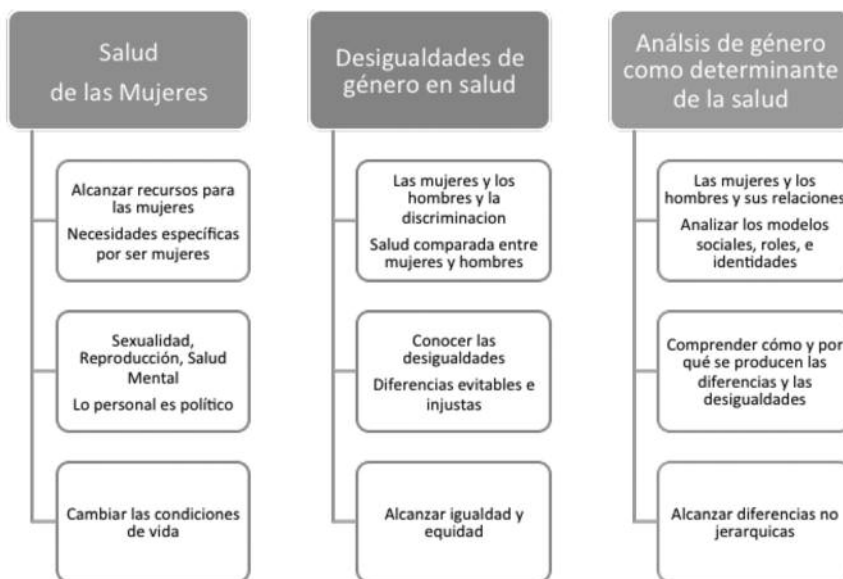 Salud
de las Mujeres
Alcanzar recursos para
las mujeres
Necesidades específicas
por ser mujeres
Sexualidad,
Reproducción, Salud
Mental
Lo personal es político
Cambiar las condiciones
de vida
Desigualdades de
género en salud
Las mujeres y los
hombres y la
discriminacion
Salud comparada entre
mujeres y hombres
Conocer las
desigualdades
Diferencias evitables e
injustas
Alcanzar igualdad y
equidad
Análsis de género
como determinante
de la salud
Las mujeres y los
hombres y sus relaciones
Analizar los modelos
sociales, roles, e
identidades
Comprender cómo y por
qué se producen las
diferencias y las
desigualdades
Alcanzar diferencias no
jerarquicas